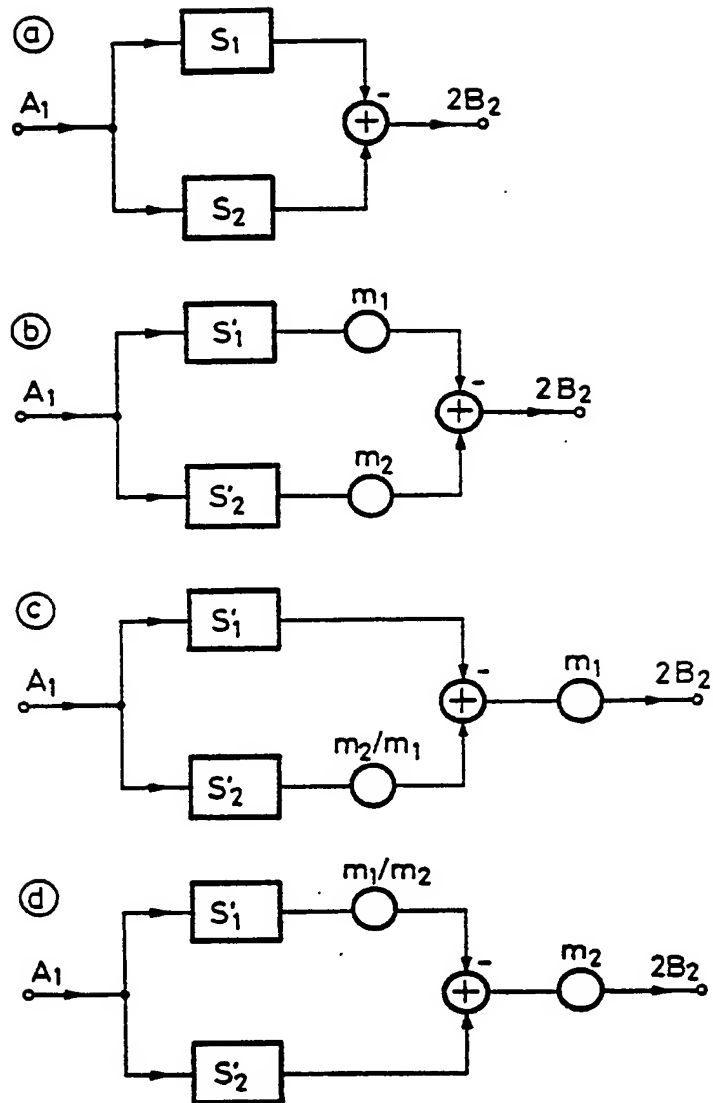 a
S₁
A₁
-
+
2B₂
S₂
b
m₁
S'₁
A₁
-
+
2B₂
m₂
S'₂
c
S'₁
A₁
-
+
m₁
2B₂
m₂/m₁
S'₂
d
m₁/m₂
S'₁
A₁
-
+
m₂
2B₂
S'₂